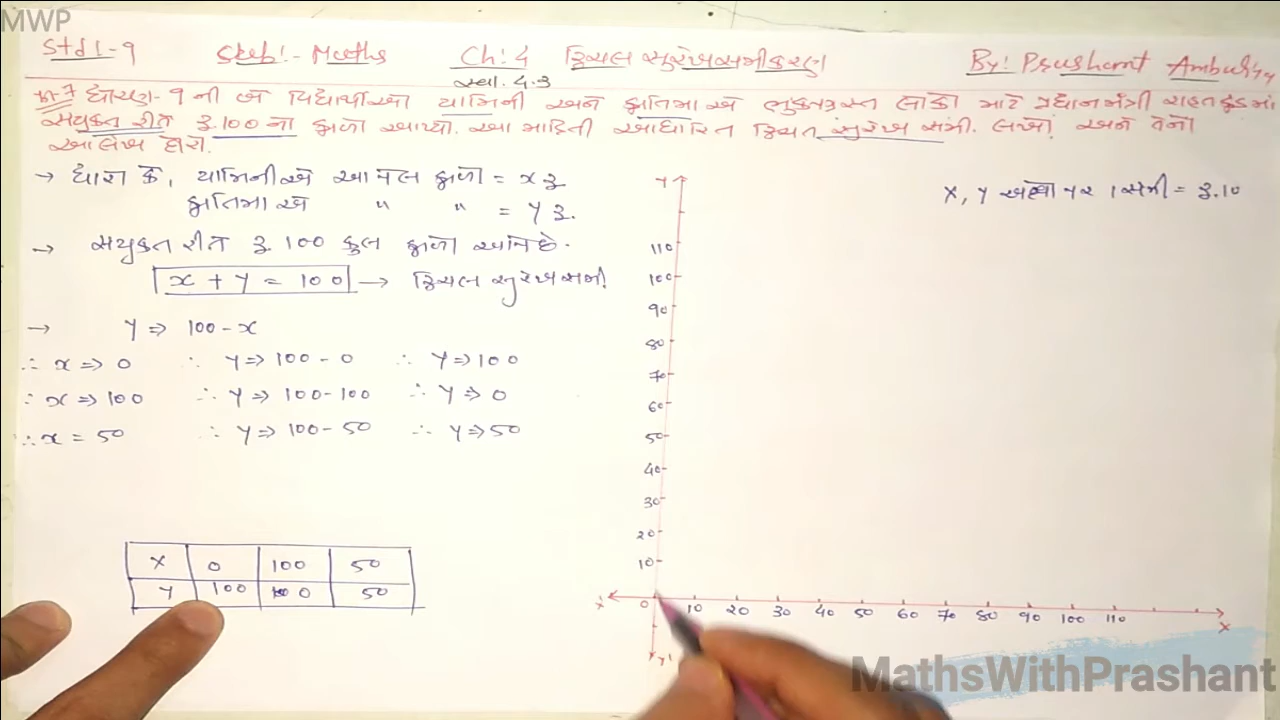 MWP
Std :- 9 Sub :- Maths Ch : 4 દ્વિચલ સુરેખ સમીકરણ By : Prashant Ambaliya
સ્વા. 4.3
પ્ર-7 ધોરણ-9 ની બે વિદ્યાર્થીઓ યામિની અને ફાતિમાએ ભૂકંપગ્રસ્ત લોકો માટે પ્રધાનમંત્રી રાહત ફંડમાં
સંયુક્ત રીતે રૂ.100 નો ફાળો આપ્યો. આ માહિતી આધારિત દ્વિચલ સુરેખ સમી. લખો અને તેનો
આલેખ દોરો.
→ ધારો કે, યામિનીએ આપેલ ફાળો = x રૂ
ફાતિમા એ " " = y રૂ.
→ સંયુક્ત રીતે રૂ. 100 કુલ ફાળો આપે છે.
x + y = 100 → દ્વિચલ સુરેખ સમી
→ y ⇒ 100 - x
∴ x ⇒ 0 ∴ y ⇒ 100 - 0 ∴ y ⇒ 100
∴ x ⇒ 100 ∴ y ⇒ 100-100 ∴ y ⇒ 0
∴ x = 50 ∴ y ⇒ 100-50 ∴ y ⇒ 50
X 0 100 50
Y 100 0 50
X, Y અક્ષો પર 1 સેમી = રૂ.10
Y
110
100
90
80
70
60
50
40
30
20
10
X' 0 10 20 30 40 50 60 70 80 90 100 110 X
Y'
MathsWithPrashant